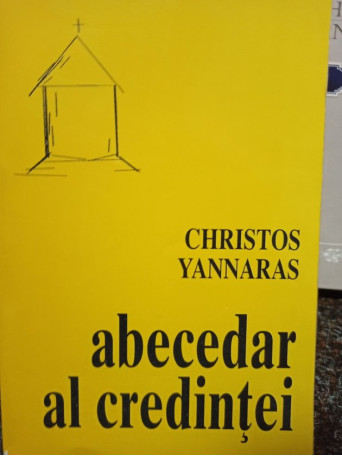 CHRISTOS
YANNARAS
abecedar
al credinței